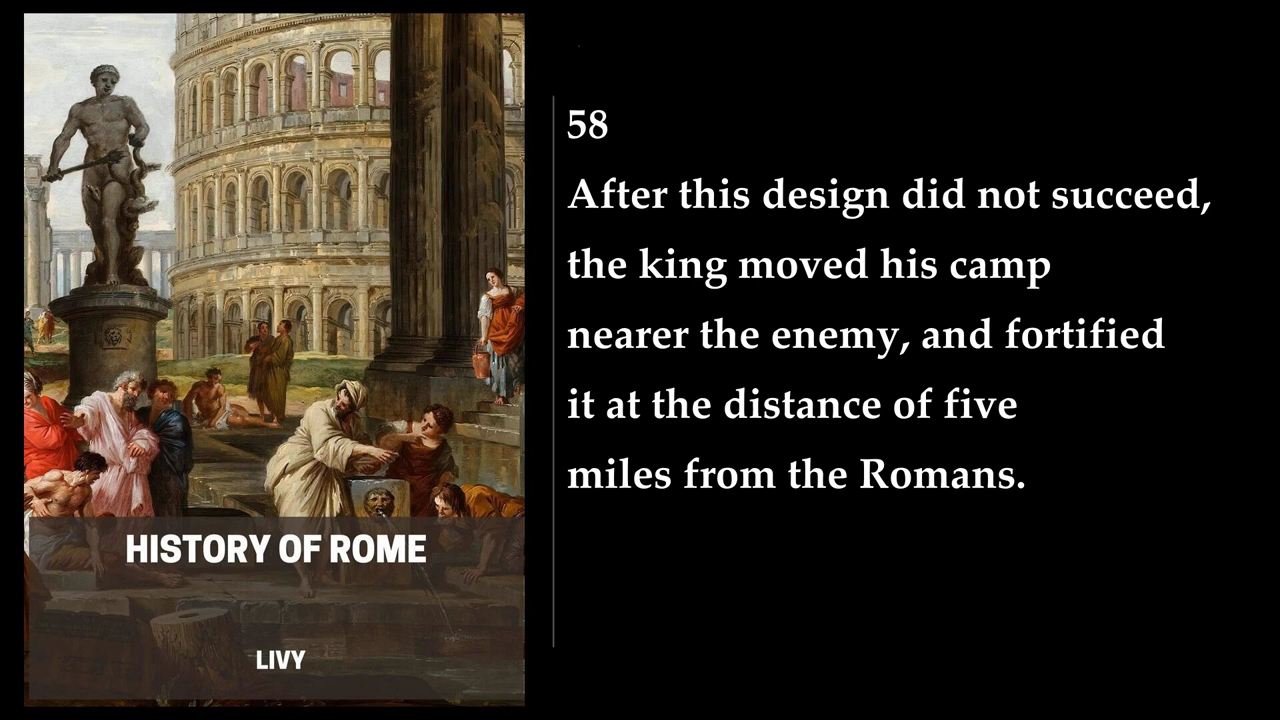 HISTORY OF ROME
LIVY
58
After this design did not succeed,
the king moved his camp
nearer the enemy, and fortified
it at the distance of five
miles from the Romans.